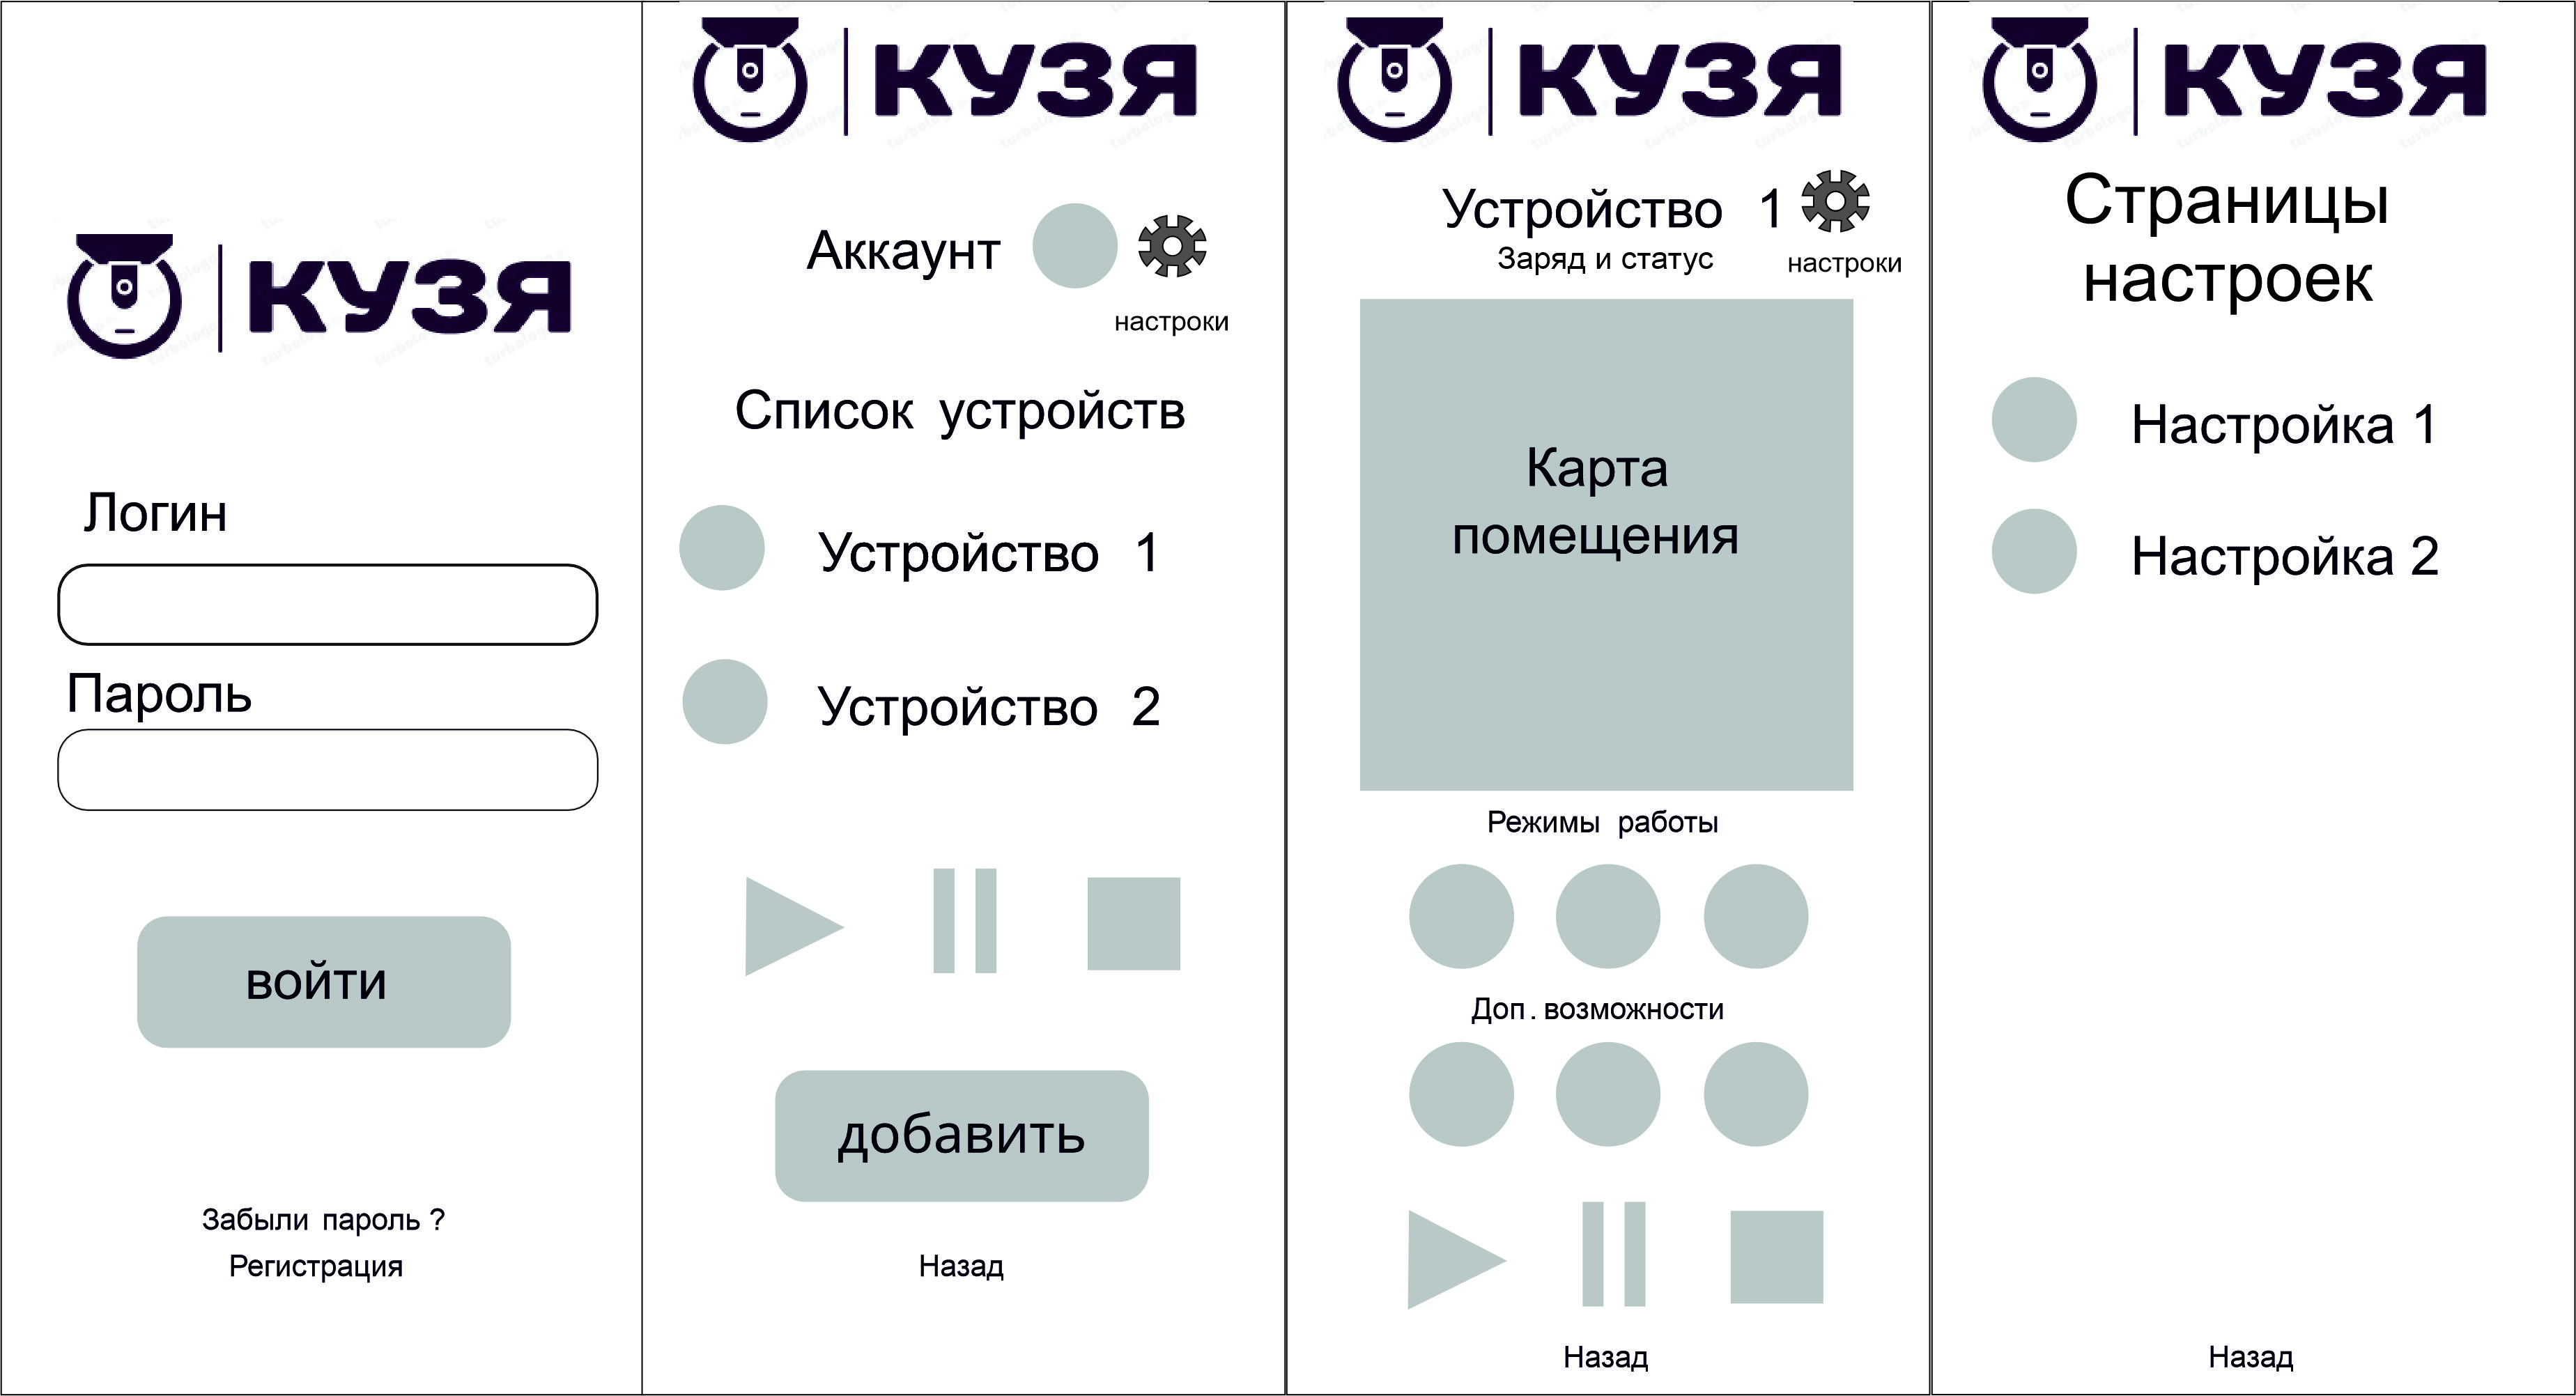 КУЗЯ
Логин
Пароль
войти
Забыли пароль ?
Регистрация
КУЗЯ
Аккаунт
настроки
Список устройств
Устройство 1
Устройство 2
добавить
Назад
КУЗЯ
Устройство 1
Заряд и статус
настроки
Карта
помещения
Режимы работы
Доп. возможности
Назад
КУЗЯ
Страницы
настроек
Настройка 1
Настройка 2
Назад